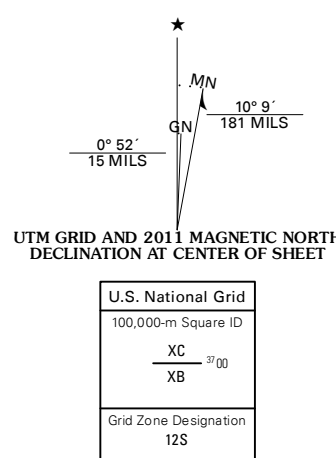 ★
MN
GN
10° 9´
181 MILS
0° 52´
15 MILS
UTM GRID AND 2011 MAGNETIC NORTH
DECLINATION AT CENTER OF SHEET
U.S. National Grid
100,000-m Square ID
XC
3700
XB
Grid Zone Designation
12S